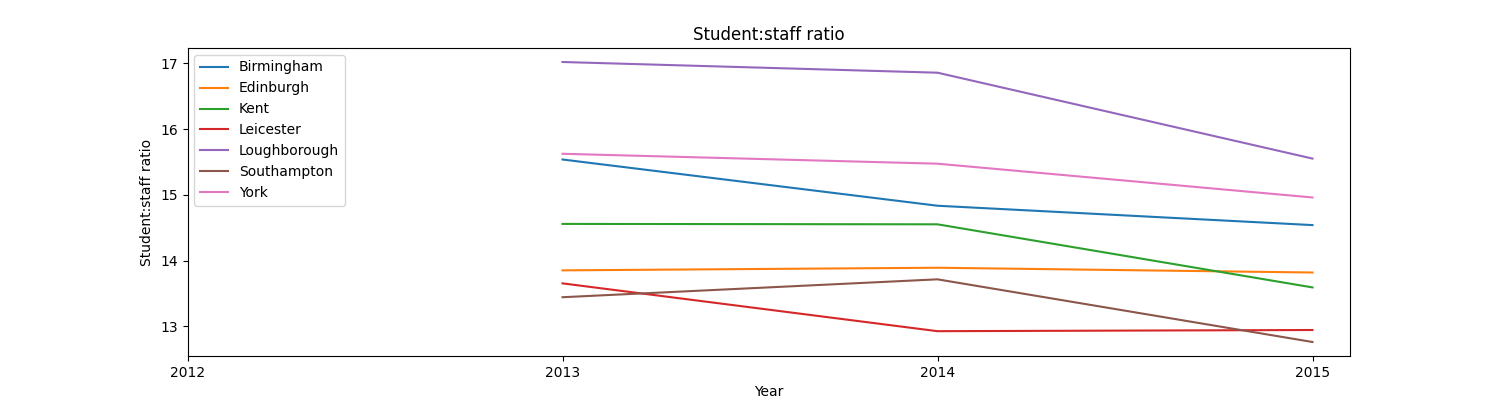 Student:staff ratio
17
16
15
14
13
Student:staff ratio
Birmingham
Edinburgh
Kent
Leicester
Loughborough
Southampton
York
2012
2013
2014
2015
Year